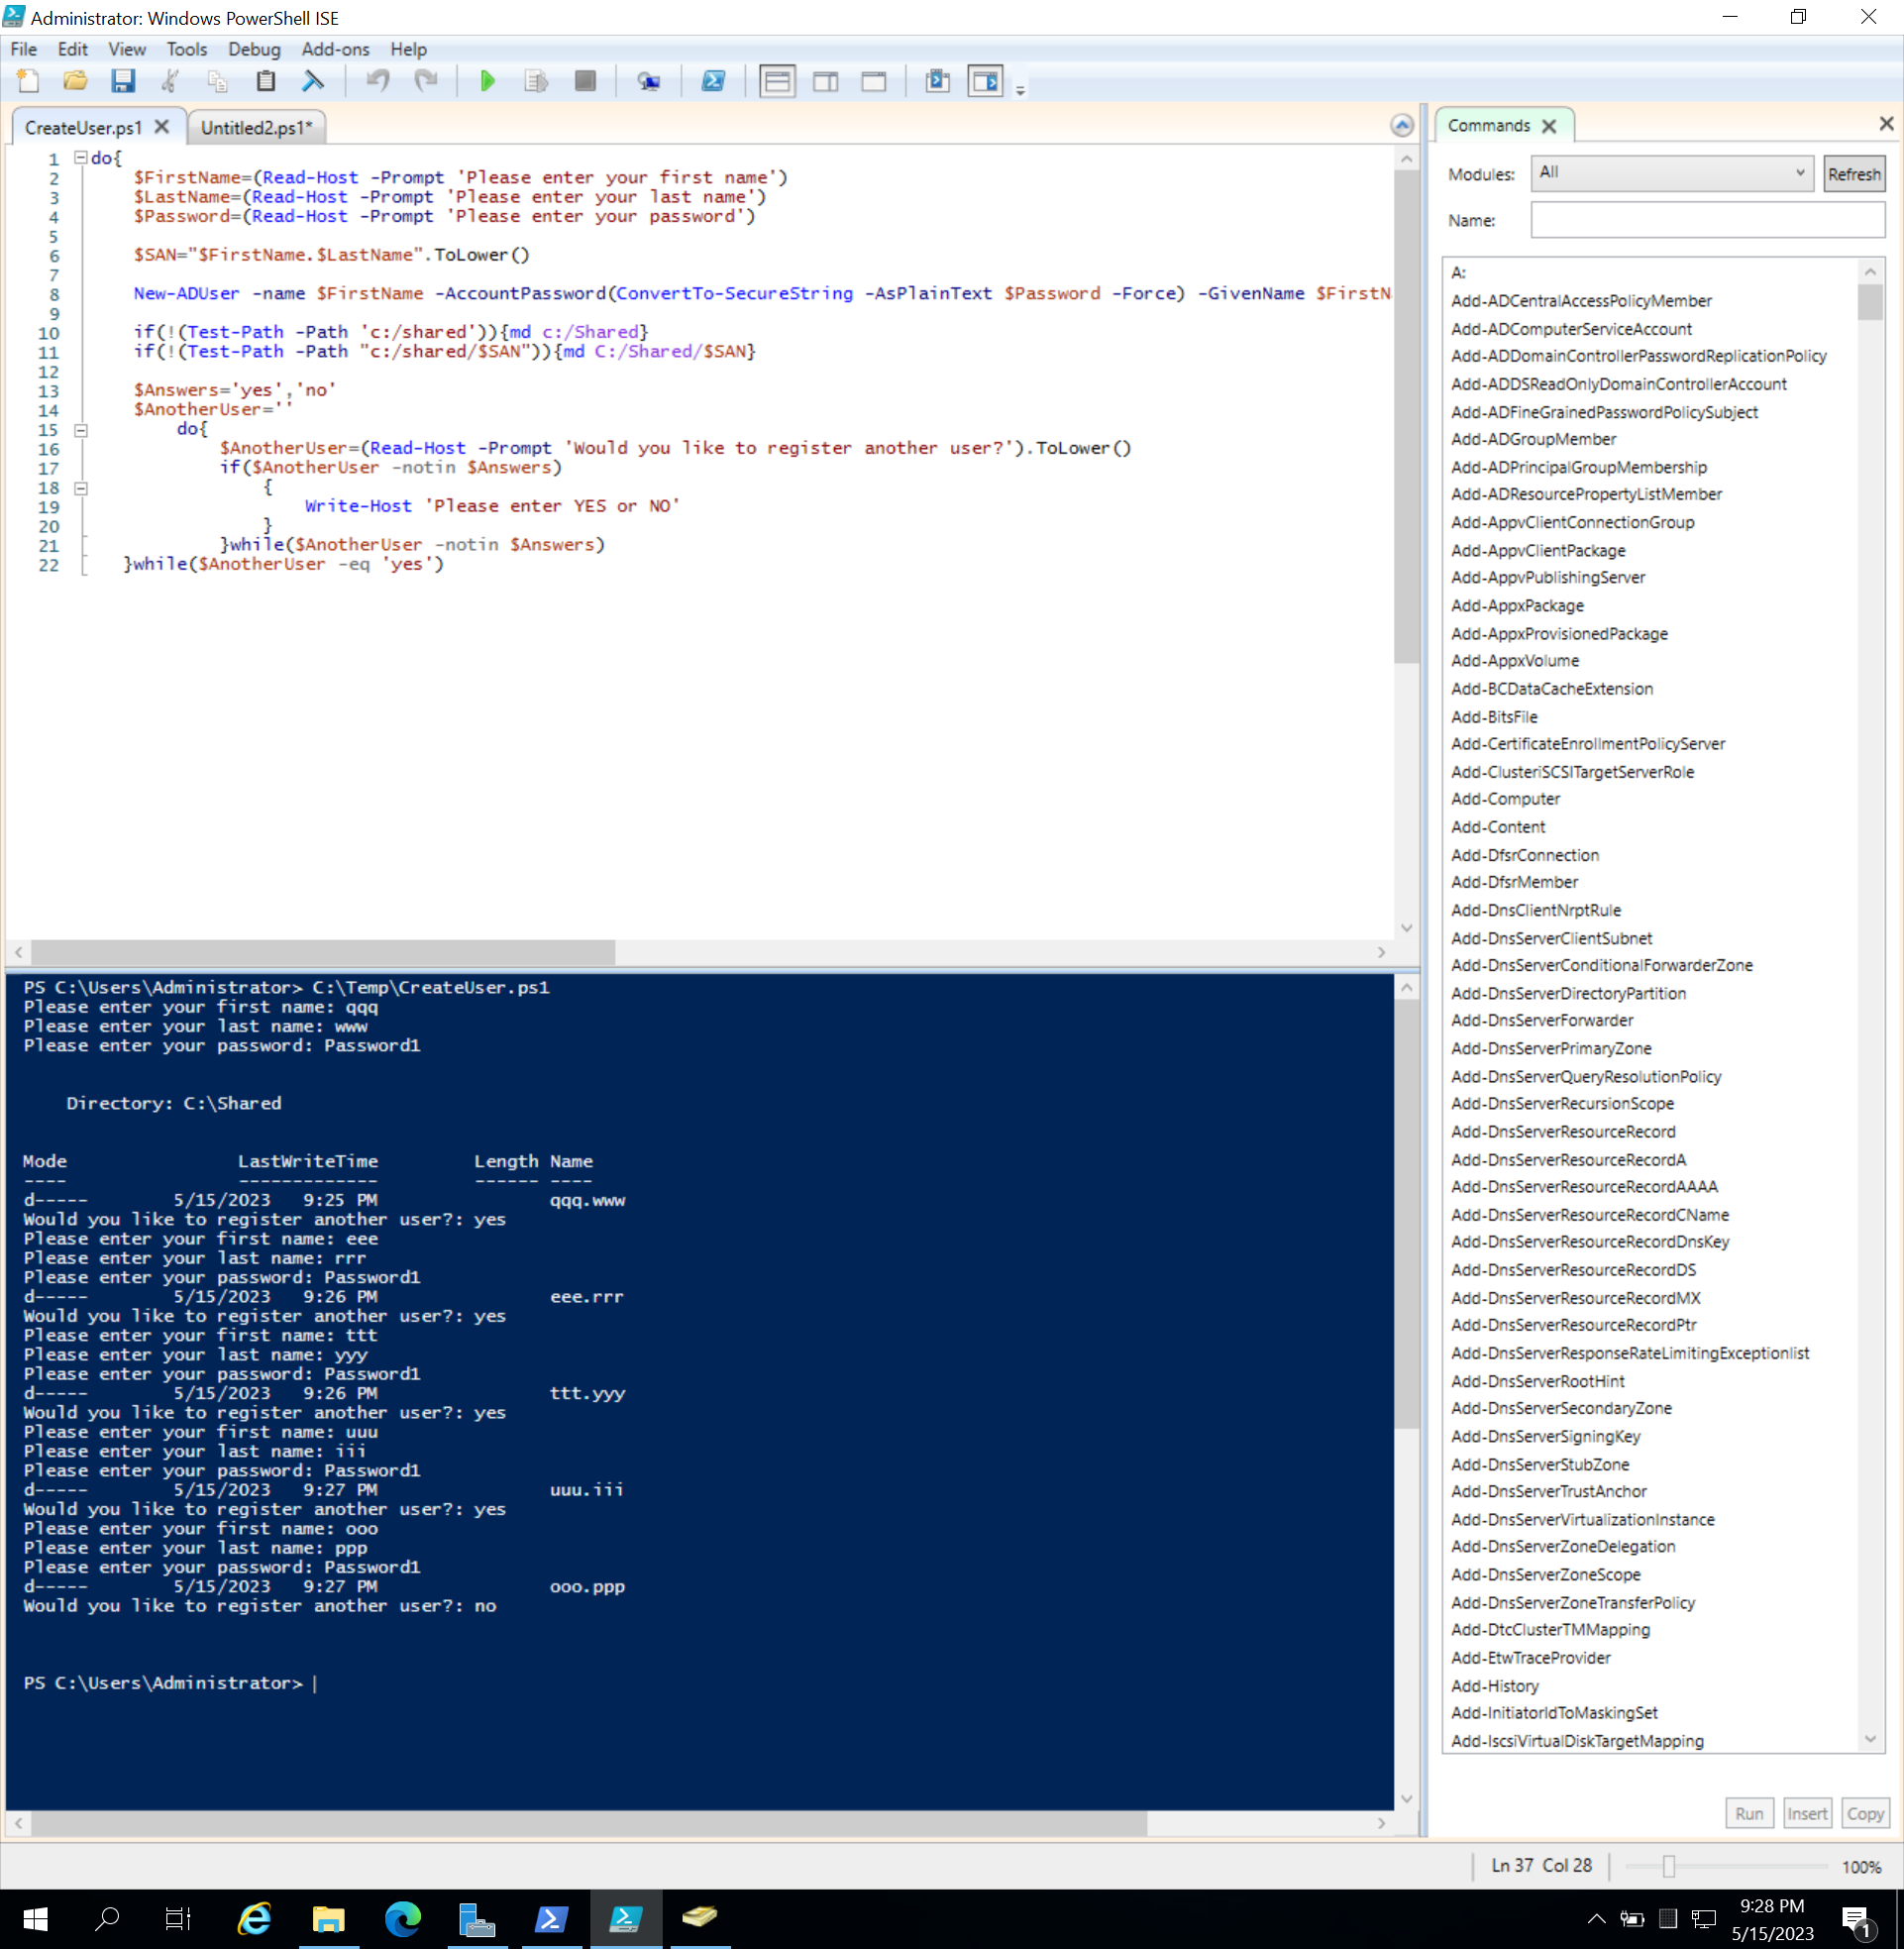 Administrator: Windows PowerShell ISE
File Edit View Tools Debug Add-ons Help
CreateUser.ps1 Untitled2.ps1*
1 do{
2 $FirstName=(Read-Host -Prompt 'Please enter your first name')
3 $LastName=(Read-Host -Prompt 'Please enter your last name')
4 $Password=(Read-Host -Prompt 'Please enter your password')
5
6 $SAN="$FirstName.$LastName".ToLower()
7
8 New-ADUser -name $FirstName -AccountPassword(ConvertTo-SecureString -AsPlainText $Password -Force) -GivenName $FirstN
9
10 if(!(Test-Path -Path 'c:/shared')){md c:/Shared}
11 if(!(Test-Path -Path "c:/shared/$SAN")){md C:/Shared/$SAN}
12
13 $Answers='yes','no'
14 $AnotherUser=''
15 do{
16 $AnotherUser=(Read-Host -Prompt 'Would you like to register another user?').ToLower()
17 if($AnotherUser -notin $Answers)
18 {
19 Write-Host 'Please enter YES or NO'
20 }
21 }while($AnotherUser -notin $Answers)
22 }while($AnotherUser -eq 'yes')
PS C:\Users\Administrator> C:\Temp\CreateUser.ps1
Please enter your first name: qqq
Please enter your last name: www
Please enter your password: Password1
Directory: C:\Shared
Mode LastWriteTime Length Name
---- ------------- ------ ----
d----- 5/15/2023 9:25 PM qqq.www
Would you like to register another user?: yes
Please enter your first name: eee
Please enter your last name: rrr
Please enter your password: Password1
d----- 5/15/2023 9:26 PM eee.rrr
Would you like to register another user?: yes
Please enter your first name: ttt
Please enter your last name: yyy
Please enter your password: Password1
d----- 5/15/2023 9:26 PM ttt.yyy
Would you like to register another user?: yes
Please enter your first name: uuu
Please enter your last name: iii
Please enter your password: Password1
d----- 5/15/2023 9:27 PM uuu.iii
Would you like to register another user?: yes
Please enter your first name: ooo
Please enter your last name: ppp
Please enter your password: Password1
d----- 5/15/2023 9:27 PM ooo.ppp
Would you like to register another user?: no
PS C:\Users\Administrator>
Commands
Modules: All Refresh
Name:
A:
Add-ADCentralAccessPolicyMember
Add-ADComputerServiceAccount
Add-ADDomainControllerPasswordReplicationPolicy
Add-ADDSReadOnlyDomainControllerAccount
Add-ADFineGrainedPasswordPolicySubject
Add-ADGroupMember
Add-ADPrincipalGroupMembership
Add-ADResourcePropertyListMember
Add-AppvClientConnectionGroup
Add-AppvClientPackage
Add-AppvPublishingServer
Add-AppxPackage
Add-AppxProvisionedPackage
Add-AppxVolume
Add-BCDataCacheExtension
Add-BitsFile
Add-CertificateEnrollmentPolicyServer
Add-ClusteriSCSITargetServerRole
Add-Computer
Add-Content
Add-DfsrConnection
Add-DfsrMember
Add-DnsClientNrptRule
Add-DnsServerClientSubnet
Add-DnsServerConditionalForwarderZone
Add-DnsServerDirectoryPartition
Add-DnsServerForwarder
Add-DnsServerPrimaryZone
Add-DnsServerQueryResolutionPolicy
Add-DnsServerRecursionScope
Add-DnsServerResourceRecord
Add-DnsServerResourceRecordA
Add-DnsServerResourceRecordAAAA
Add-DnsServerResourceRecordCName
Add-DnsServerResourceRecordDnsKey
Add-DnsServerResourceRecordDS
Add-DnsServerResourceRecordMX
Add-DnsServerResourceRecordPtr
Add-DnsServerResponseRateLimitingExceptionlist
Add-DnsServerRootHint
Add-DnsServerSecondaryZone
Add-DnsServerSigningKey
Add-DnsServerStubZone
Add-DnsServerTrustAnchor
Add-DnsServerVirtualizationInstance
Add-DnsServerZoneDelegation
Add-DnsServerZoneScope
Add-DnsServerZoneTransferPolicy
Add-DtcClusterTMMapping
Add-EtwTraceProvider
Add-History
Add-InitiatorIdToMaskingSet
Add-IscsiVirtualDiskTargetMapping
Run Insert Copy
Ln 37 Col 28 100%
9:28 PM
5/15/2023
1